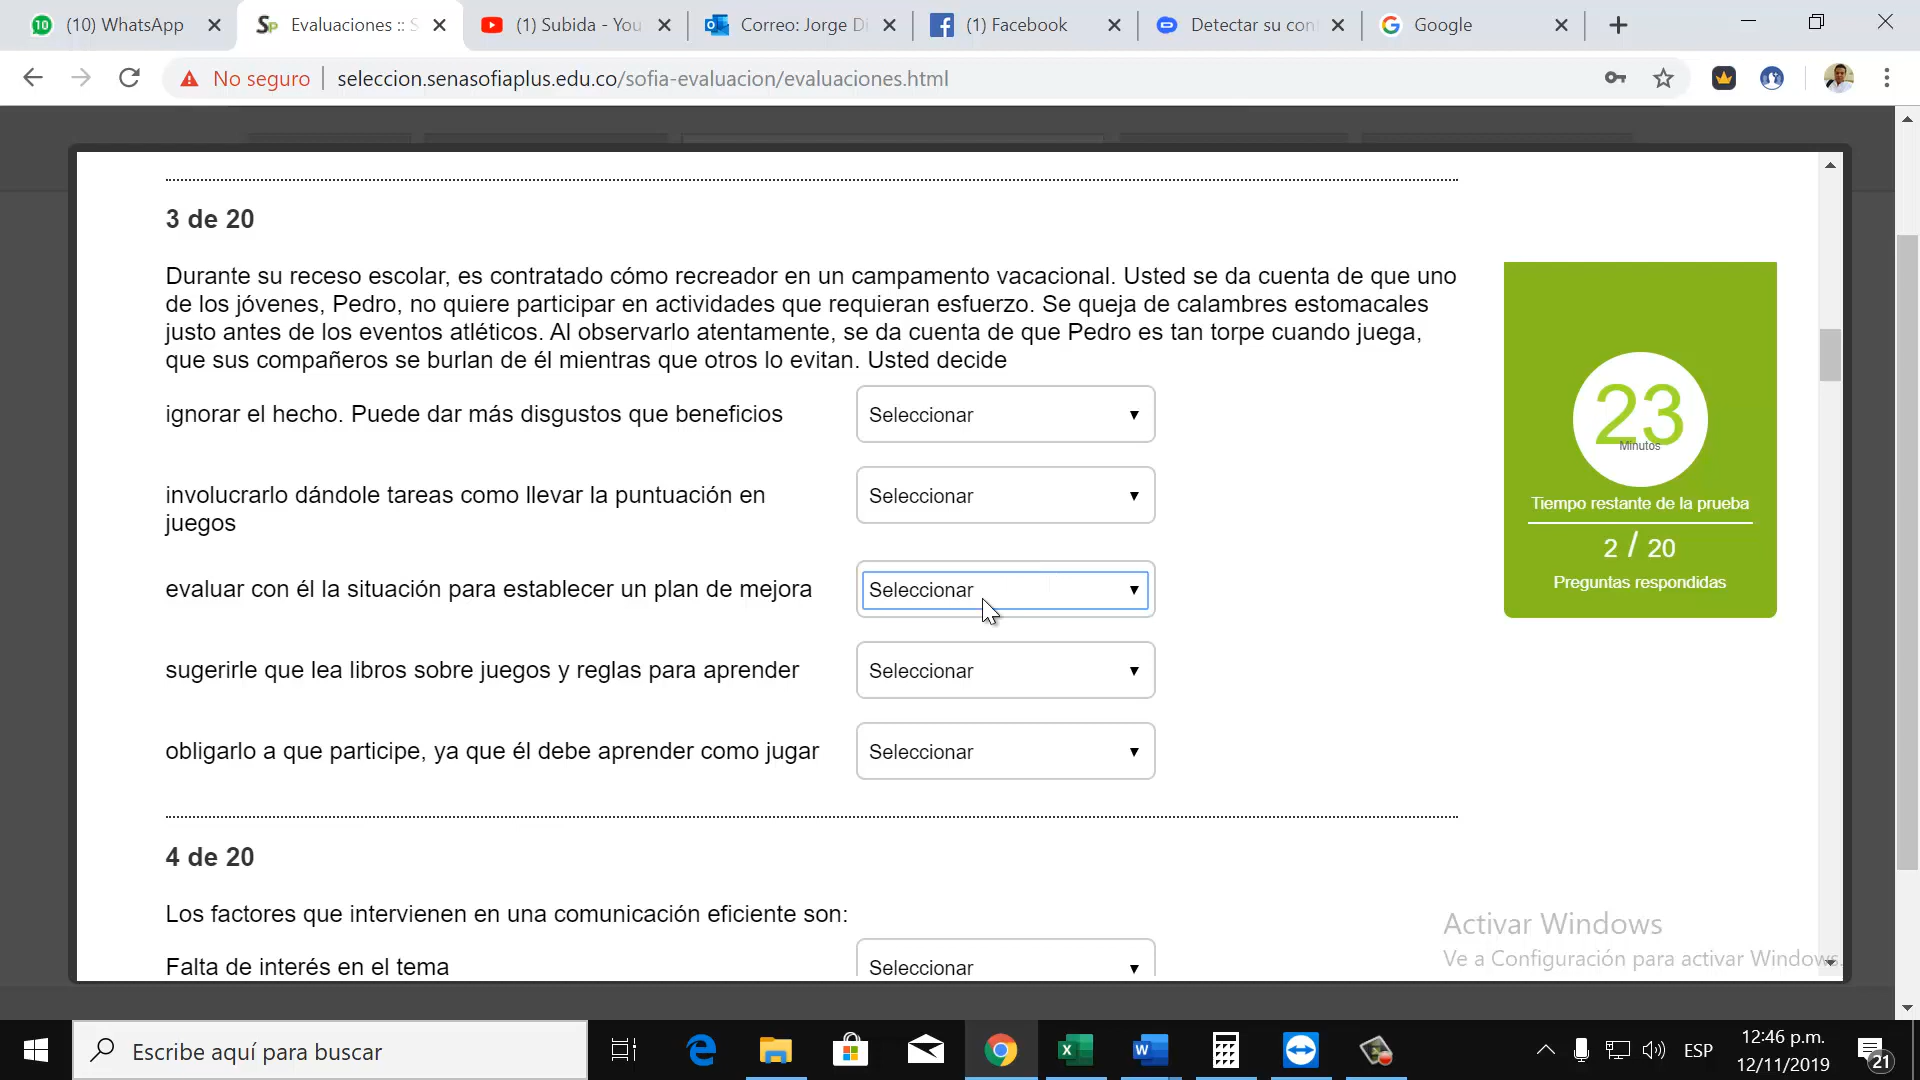 (10) WhatsApp
Evaluaciones :: S
(1) Subida - You
Correo: Jorge Di
(1) Facebook
Detectar su con
Google
No seguro
seleccion.senasofiaplus.edu.co/sofia-evaluacion/evaluaciones.html
3 de 20
Durante su receso escolar, es contratado cómo recreador en un campamento vacacional. Usted se da cuenta de que uno
de los jóvenes, Pedro, no quiere participar en actividades que requieran esfuerzo. Se queja de calambres estomacales
justo antes de los eventos atléticos. Al observarlo atentamente, se da cuenta de que Pedro es tan torpe cuando juega,
que sus compañeros se burlan de él mientras que otros lo evitan. Usted decide
ignorar el hecho. Puede dar más disgustos que beneficios
Seleccionar
involucrarlo dándole tareas como llevar la puntuación en
juegos
Seleccionar
evaluar con él la situación para establecer un plan de mejora
Seleccionar
sugerirle que lea libros sobre juegos y reglas para aprender
Seleccionar
obligarlo a que participe, ya que él debe aprender como jugar
Seleccionar
23
Minutos
Tiempo restante de la prueba
2 / 20
Preguntas respondidas
4 de 20
Los factores que intervienen en una comunicación eficiente son:
Falta de interés en el tema
Seleccionar
Activar Windows
Ve a Configuración para activar Windows.
Escribe aquí para buscar
ESP
12:46 p.m.
12/11/2019
21